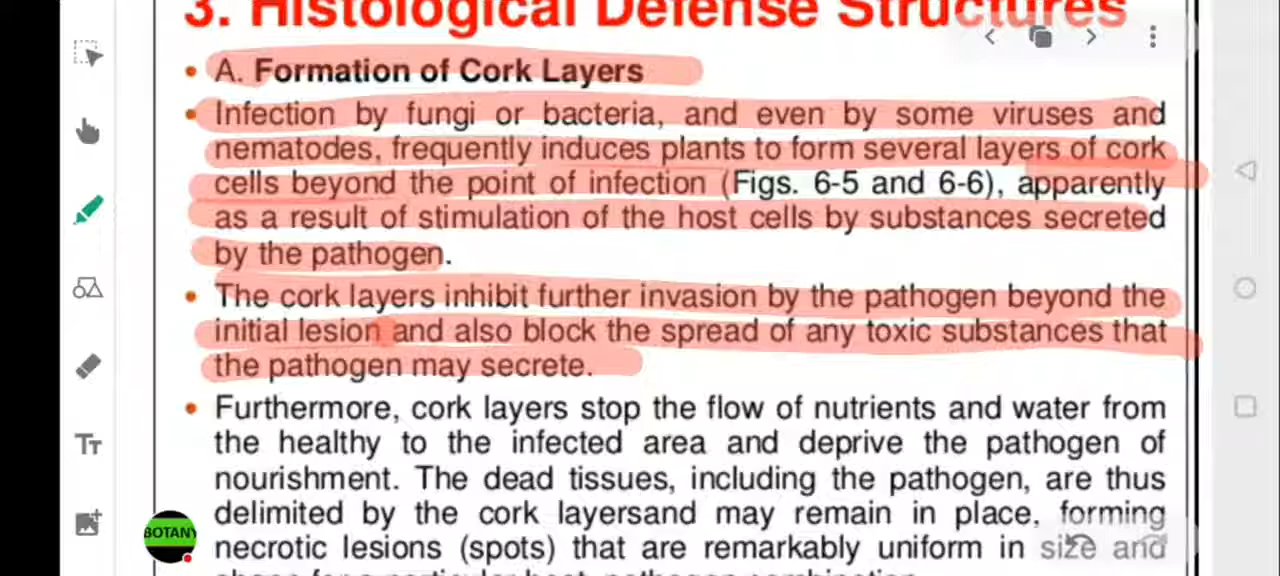 3. Histological Defense Structures
• A. Formation of Cork Layers
• Infection by fungi or bacteria, and even by some viruses and
nematodes, frequently induces plants to form several layers of cork
cells beyond the point of infection (Figs. 6-5 and 6-6), apparently
as a result of stimulation of the host cells by substances secreted
by the pathogen.
• The cork layers inhibit further invasion by the pathogen beyond the
initial lesion and also block the spread of any toxic substances that
the pathogen may secrete.
• Furthermore, cork layers stop the flow of nutrients and water from
the healthy to the infected area and deprive the pathogen of
nourishment. The dead tissues, including the pathogen, are thus
delimited by the cork layersand may remain in place, forming
necrotic lesions (spots) that are remarkably uniform in size and
TT
BOTANY